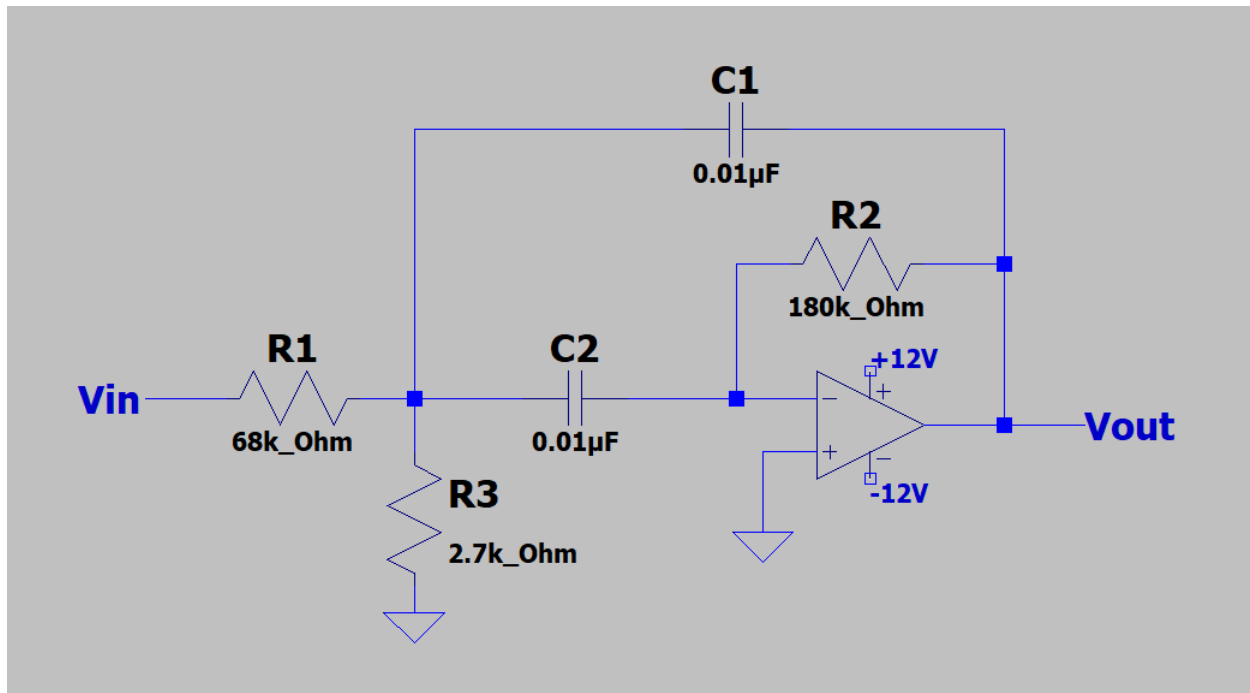 C1
0.01µF
R2
180k_Ohm
R1
C2
+12V
Vin
68k_Ohm
0.01µF
Vout
R3
-12V
2.7k_Ohm